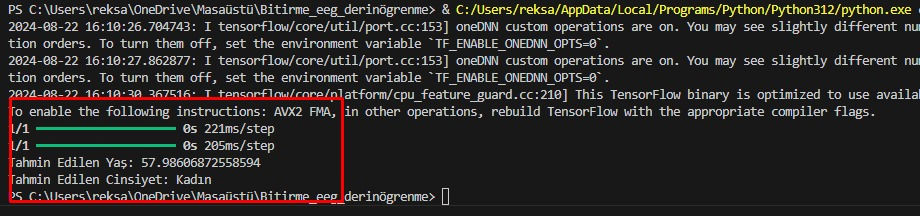 PS C:\Users\reksa\OneDrive\Masaüstü\Bitirme_eeg_derinögrenme> & C:/Users/reksa/AppData/Local/Programs/Python/Python312/python.exe
2024-08-22 16:10:26.704743: I tensorflow/core/util/port.cc:153] oneDNN custom operations are on. You may see slightly different nu
tion orders. To turn them off, set the environment variable `TF_ENABLE_ONEDNN_OPTS=0`.
2024-08-22 16:10:27.862877: I tensorflow/core/util/port.cc:153] oneDNN custom operations are on. You may see slightly different nu
tion orders. To turn them off, set the environment variable `TF_ENABLE_ONEDNN_OPTS=0`.
2024-08-22 16:10:30.367516: I tensorflow/core/platform/cpu_feature_guard.cc:210] This TensorFlow binary is optimized to use availa
To enable the following instructions: AVX2 FMA, in other operations, rebuild TensorFlow with the appropriate compiler flags.
1/1 0s 221ms/step
1/1 0s 205ms/step
Tahmin Edilen Yaş: 57.98606872558594
Tahmin Edilen Cinsiyet: Kadın
PS C:\Users\reksa\OneDrive\Masaüstü\Bitirme_eeg_derinögrenme>